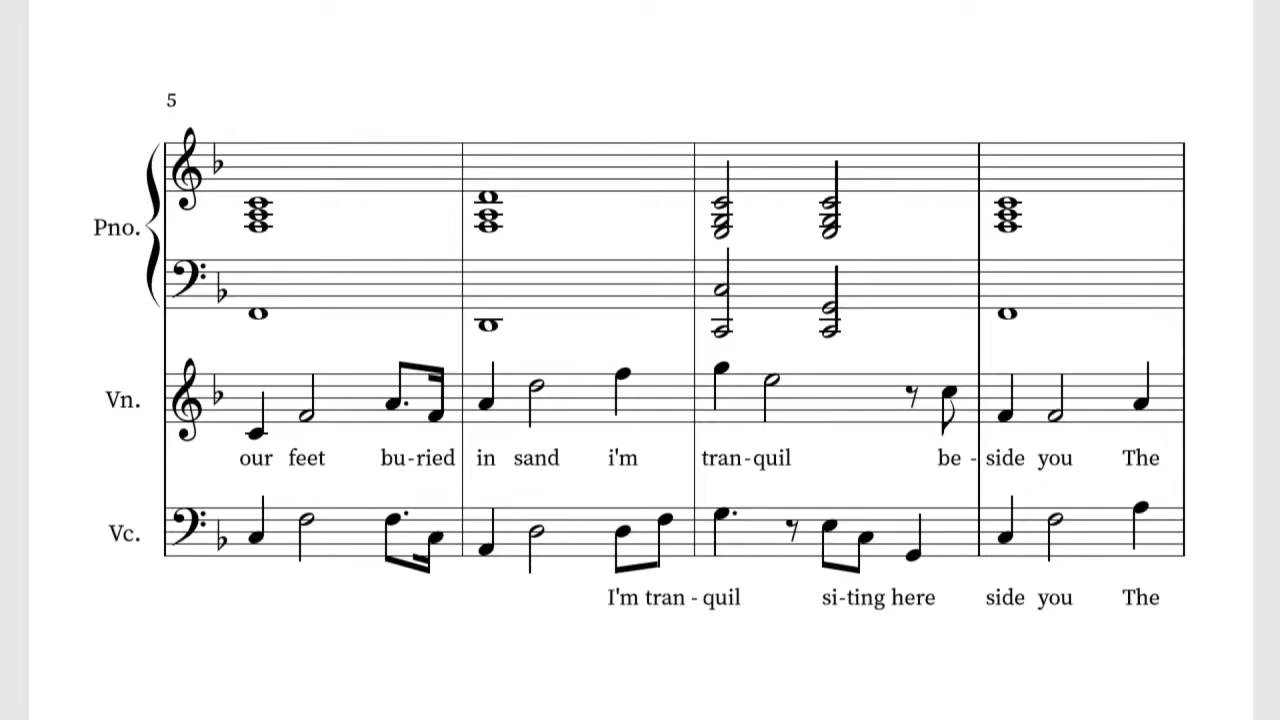 5
Pno.
Vn.
our feet bu-ried in sand i'm tran-quil be - side you The
Vc.
I'm tran - quil si-ting here side you The